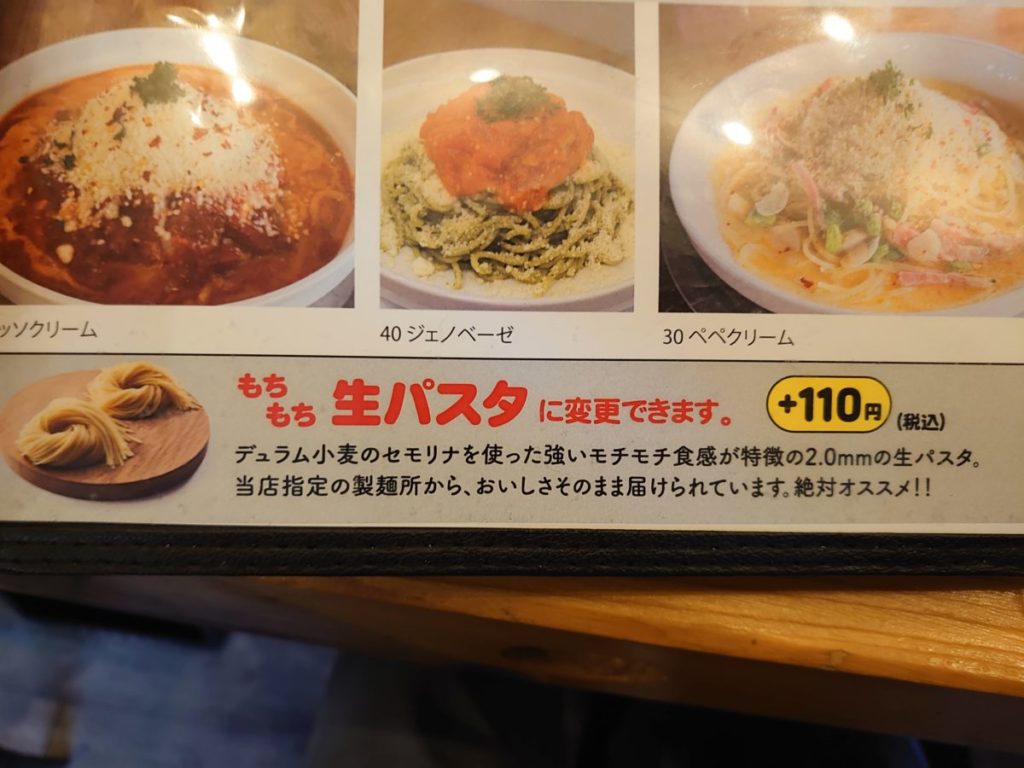 ッソクリーム
40 ジェノベーゼ
30 ペペクリーム
もちもち 生パスタ に変更できます。 +110円 (税込)
デュラム小麦のセモリナを使った強いモチモチ食感が特徴の2.0mmの生パスタ。
当店指定の製麺所から、おいしさそのまま届けられています。絶対オススメ!!